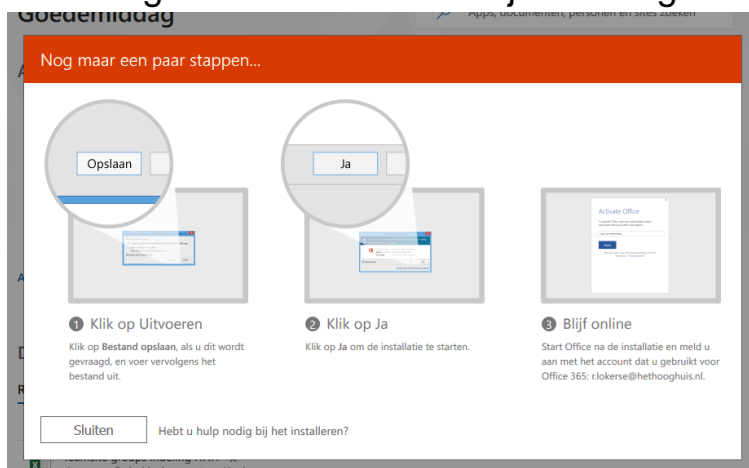 Goedemiddag
Apps, documenten, personen en sites zoeken
Nog maar een paar stappen...
Opslaan
Ja
Activate Office
1 Klik op Uitvoeren
2 Klik op Ja
3 Blijf online
Klik op Bestand opslaan, als u dit wordt
gevraagd, en voer vervolgens het
bestand uit.
Klik op Ja om de installatie te starten.
Start Office na de installatie en meld u
aan met het account dat u gebruikt voor
Office 365: r.lokerse@hethooghuis.nl.
Sluiten
Hebt u hulp nodig bij het installeren?